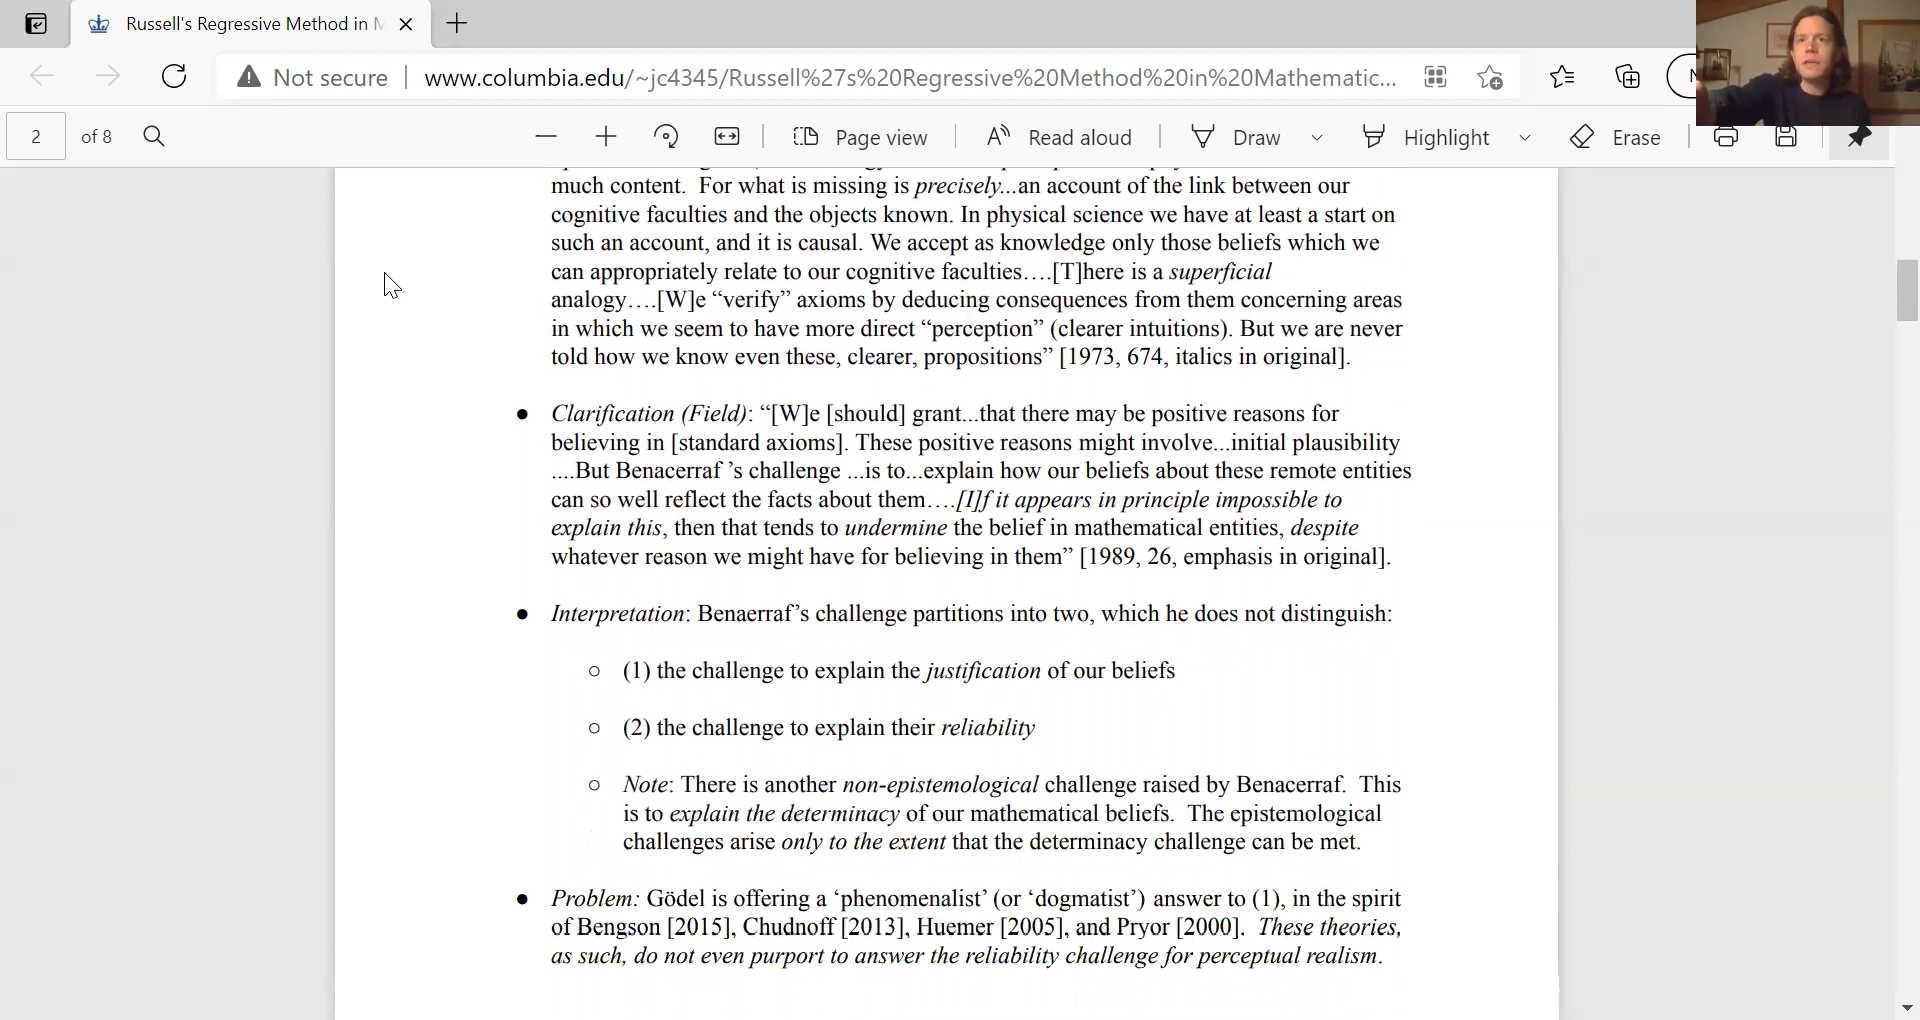 Russell's Regressive Method in M
Not secure
www.columbia.edu/~jc4345/Russell%27s%20Regressive%20Method%20in%20Mathematic...
2 of 8
Page view
Read aloud
Draw
Highlight
Erase
much content. For what is missing is precisely...an account of the link between our
cognitive faculties and the objects known. In physical science we have at least a start on
such an account, and it is causal. We accept as knowledge only those beliefs which we
can appropriately relate to our cognitive faculties….[T]here is a superficial
analogy….[W]e “verify” axioms by deducing consequences from them concerning areas
in which we seem to have more direct “perception” (clearer intuitions). But we are never
told how we know even these, clearer, propositions” [1973, 674, italics in original].
● Clarification (Field): “[W]e [should] grant...that there may be positive reasons for
believing in [standard axioms]. These positive reasons might involve...initial plausibility
....But Benacerraf ’s challenge ...is to...explain how our beliefs about these remote entities
can so well reflect the facts about them….[I]f it appears in principle impossible to
explain this, then that tends to undermine the belief in mathematical entities, despite
whatever reason we might have for believing in them” [1989, 26, emphasis in original].
● Interpretation: Benaerraf’s challenge partitions into two, which he does not distinguish:
○ (1) the challenge to explain the justification of our beliefs
○ (2) the challenge to explain their reliability
○ Note: There is another non-epistemological challenge raised by Benacerraf. This
is to explain the determinacy of our mathematical beliefs. The epistemological
challenges arise only to the extent that the determinacy challenge can be met.
● Problem: Gödel is offering a ‘phenomenalist’ (or ‘dogmatist’) answer to (1), in the spirit
of Bengson [2015], Chudnoff [2013], Huemer [2005], and Pryor [2000]. These theories,
as such, do not even purport to answer the reliability challenge for perceptual realism.